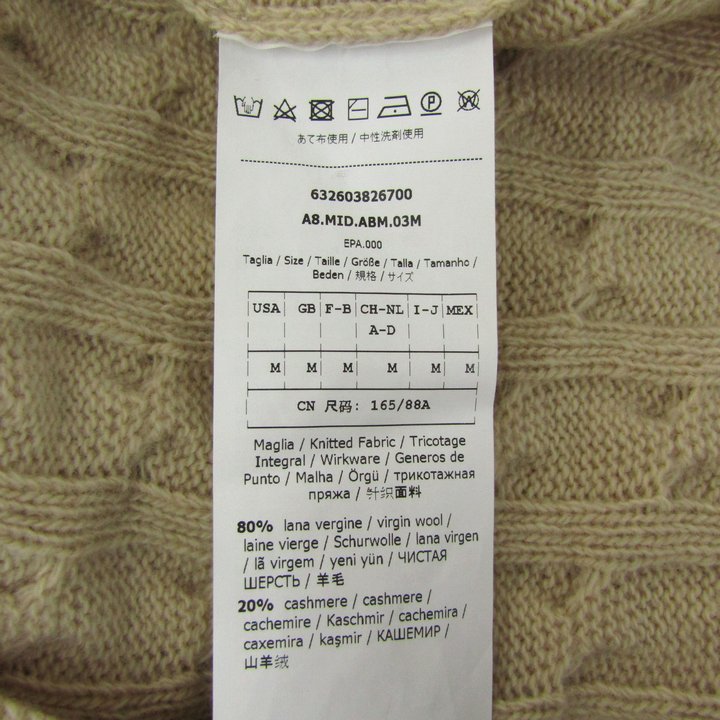 あて布使用 / 中性洗剤使用
632603826700
A8.MID.ABM.03M
EPA.000
Taglia / Size / Taille / Größe / Talla / Tamanho /
Beden / 規格 / サイズ
USA GB F-B CH-NL I-J MEX
A-D
M M M M M M
CN 尺码: 165/88A
Maglia / Knitted Fabric / Tricotage
Integral / Wirkware / Generos de
Punto / Malha / Örgü / трикотажная
пряжа / 针织面料
80% lana vergine / virgin wool /
laine vierge / Schurwolle / lana virgen
/ lã virgem / yeni yün / ЧИСТАЯ
ШЕРСТЬ / 羊毛
20% cashmere / cashmere /
cachemire / Kaschmir / cachemira /
caxemira / kaşmir / КАШЕМИР /
山羊绒